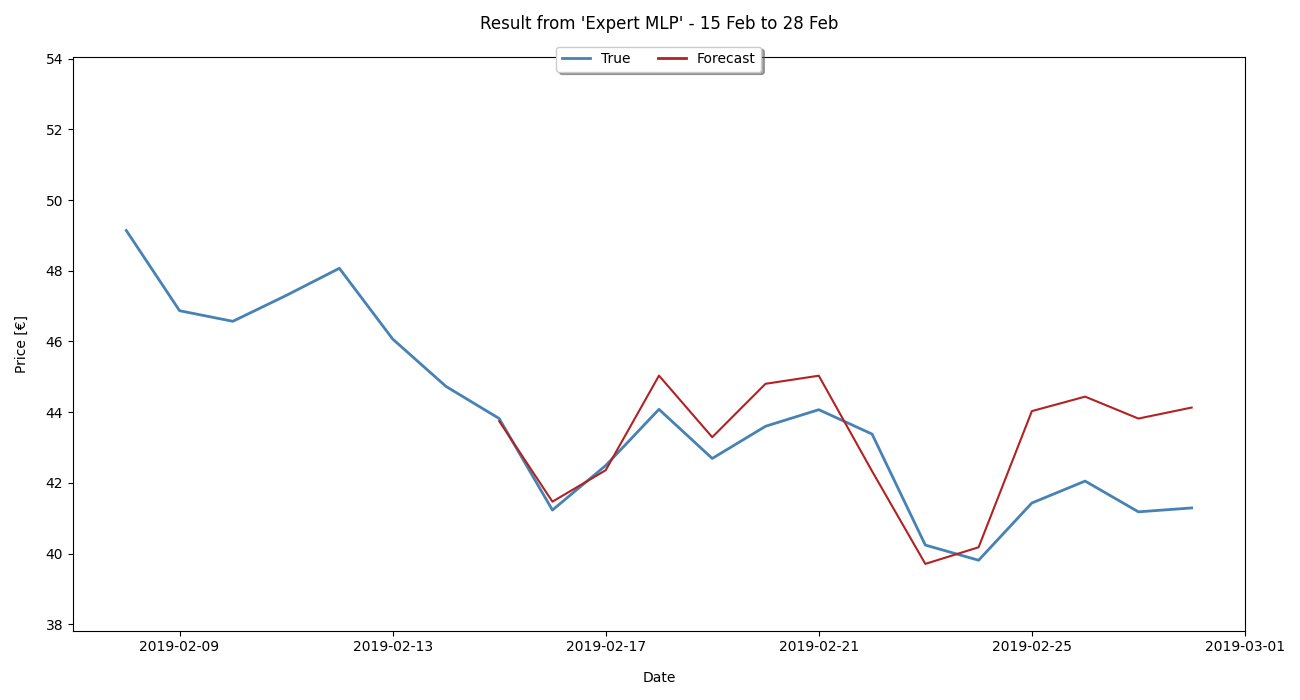 Result from 'Expert MLP' - 15 Feb to 28 Feb
True Forecast
54
52
50
48
46
44
42
40
38
Price [€]
2019-02-09 2019-02-13 2019-02-17 2019-02-21 2019-02-25 2019-03-01
Date